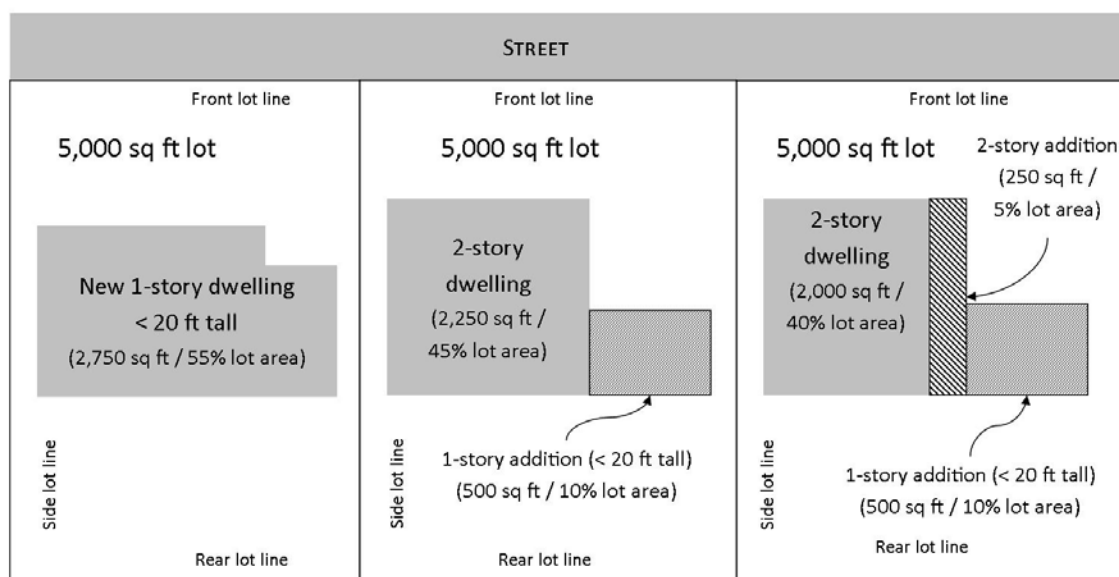 STREET
Front lot line
5,000 sq ft lot
New 1-story dwelling
< 20 ft tall
(2,750 sq ft / 55% lot area)
Side lot line
Rear lot line
Front lot line
5,000 sq ft lot
2-story
dwelling
(2,250 sq ft /
45% lot area)
1-story addition (< 20 ft tall)
(500 sq ft / 10% lot area)
Side lot line
Rear lot line
Front lot line
5,000 sq ft lot
2-story addition
(250 sq ft /
5% lot area)
2-story
dwelling
(2,000 sq ft /
40% lot area)
1-story addition (< 20 ft tall)
(500 sq ft / 10% lot area)
Side lot line
Rear lot line